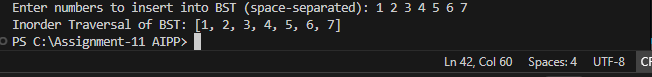 Enter numbers to insert into BST (space-separated): 1 2 3 4 5 6 7
Inorder Traversal of BST: [1, 2, 3, 4, 5, 6, 7]
PS C:\Assignment-11 AIPP>
Ln 42, Col 60 Spaces: 4 UTF-8